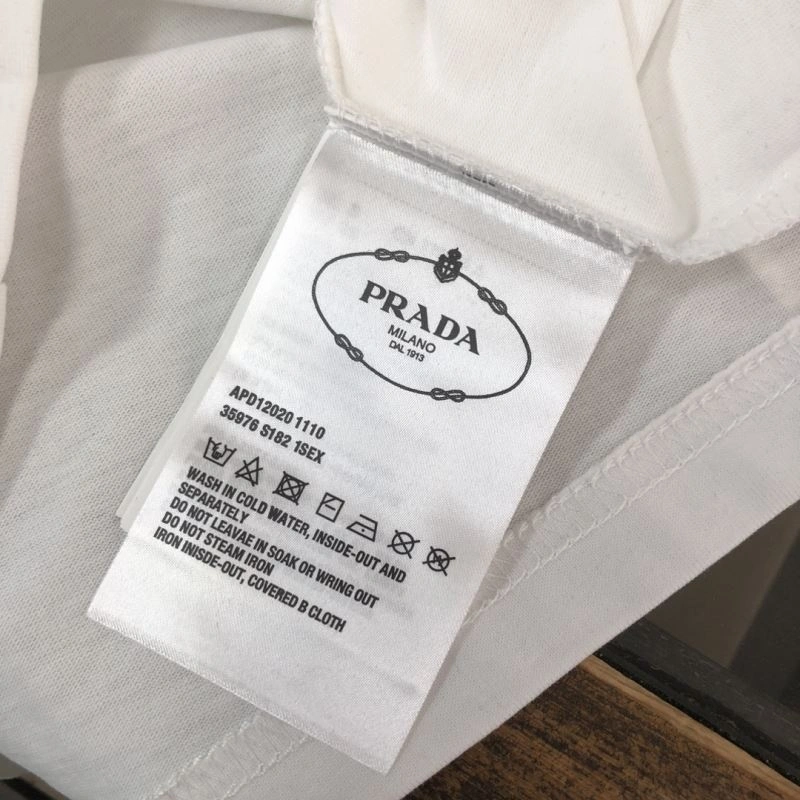 PRADA
MILANO
DAL 1913
APD12020 1110
35976 S182 1SEX
WASH IN COLD WATER, INSIDE-OUT AND
SEPARATELY
DO NOT LEAVAE IN SOAK OR WRING OUT
DO NOT STEAM IRON
IRON INISDE-OUT, COVERED B CLOTH